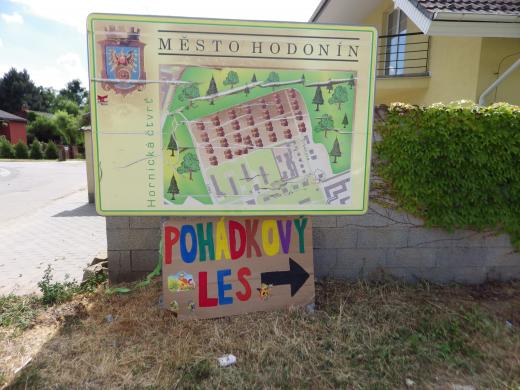 MĚSTO HODONÍN
Hornická čtvrť
POHÁDKOVÝ
LES